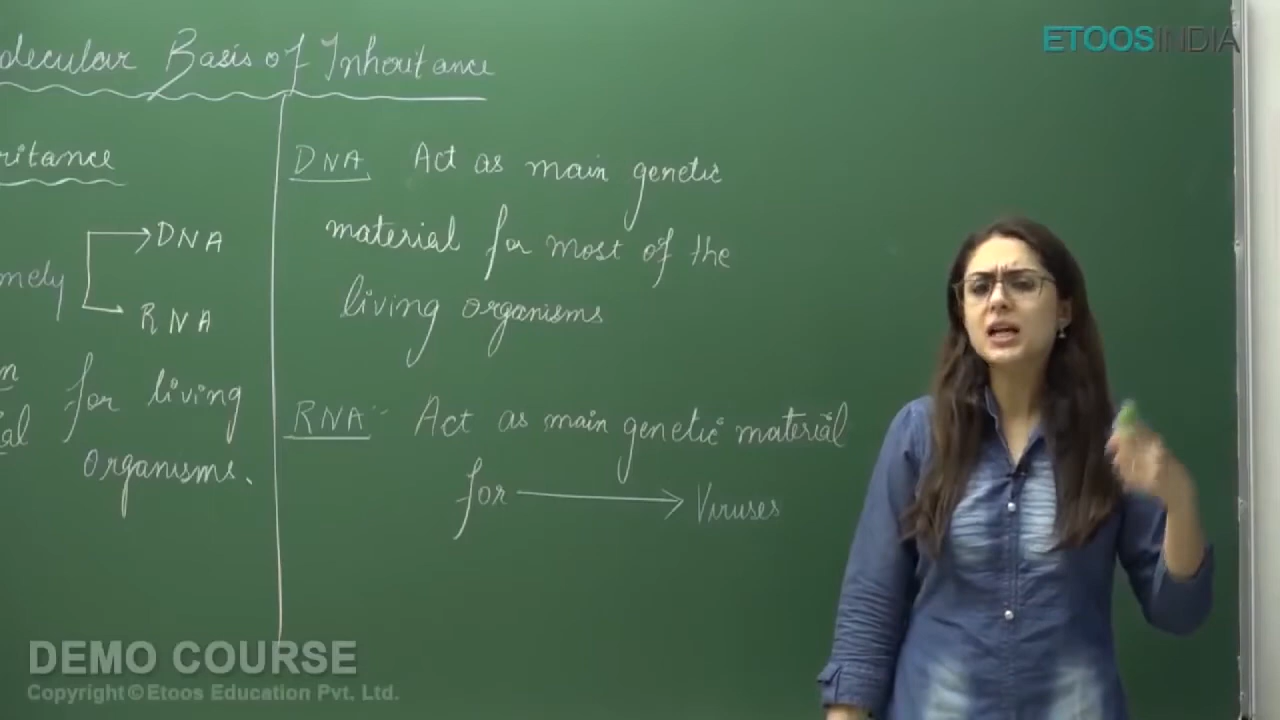 ETOOSINDIA
olecular Basis of Inheritance
ritance
mely
DNA
RNA
n
al
for living
organisms.
DNA Act as main genetic
material for most of the
living organisms
RNA:- Act as main genetic material
for → Viruses
DEMO COURSE
Copyright © Etoos Education Pvt. Ltd.